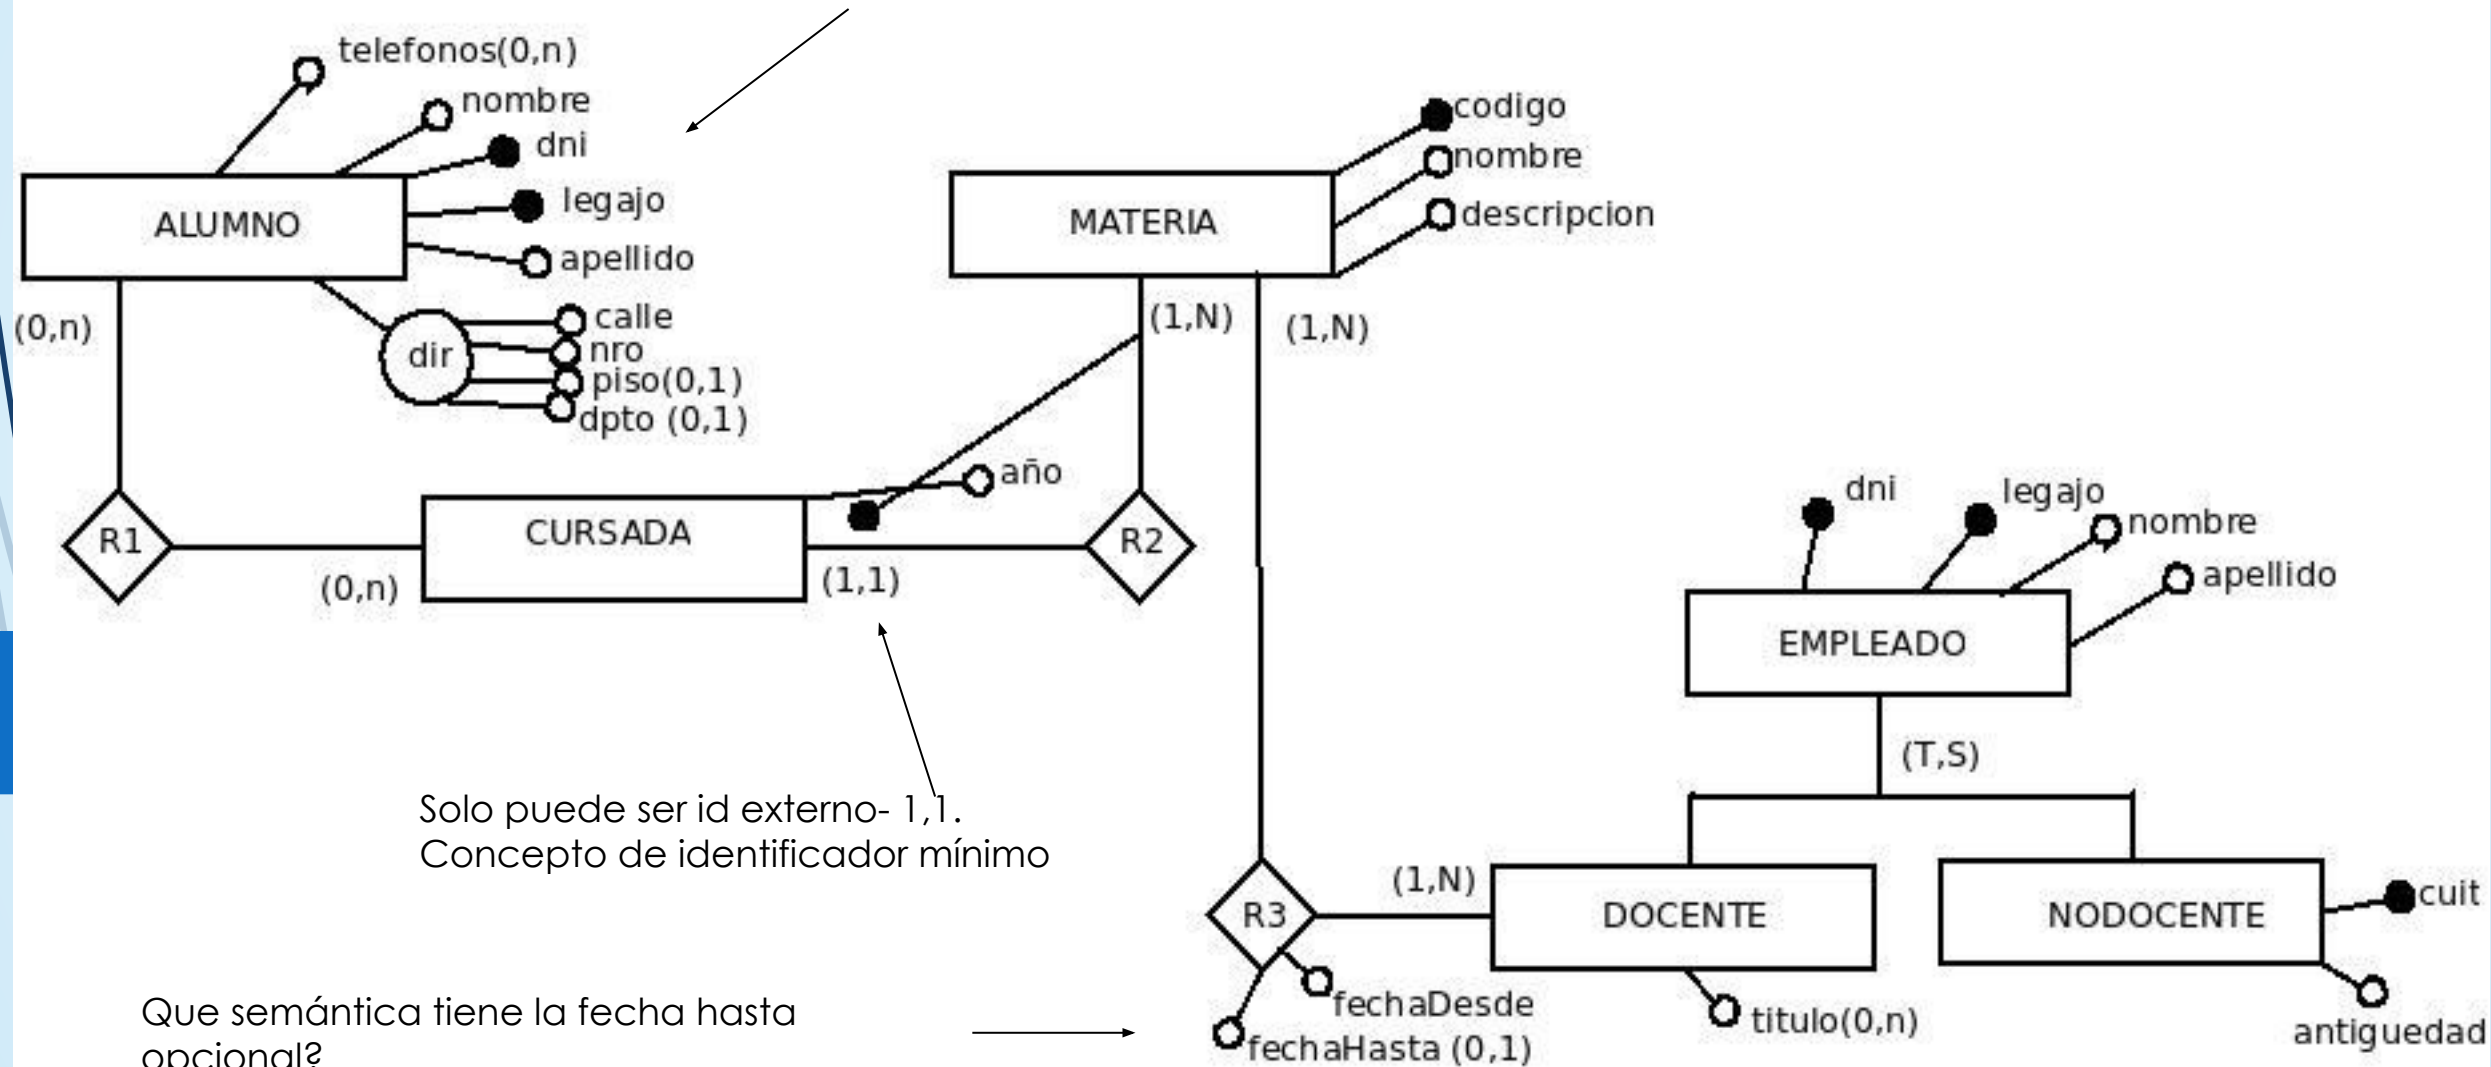 telefonos(0,n)
nombre
dni
legajo
apellido
ALUMNO
calle
nro
piso(0,1)
dpto (0,1)
dir
(0,n)
codigo
nombre
descripcion
MATERIA
(1,N)
(1,N)
año
R1
CURSADA
R2
(0,n)
(1,1)
dni
legajo
nombre
apellido
EMPLEADO
(T,S)
Solo puede ser id externo- 1,1.
Concepto de identificador mínimo
(1,N)
R3
DOCENTE
NODOCENTE
cuit
fechaDesde
fechaHasta (0,1)
titulo(0,n)
antiguedad
Que semántica tiene la fecha hasta
opcional?